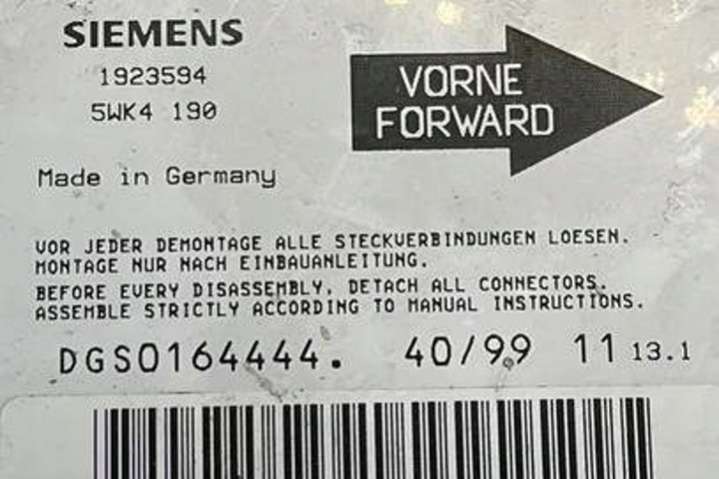 SIEMENS
1923594
5WK4 190
VORNE
FORWARD
Made in Germany
VOR JEDER DEMONTAGE ALLE STECKVERBINDUNGEN LOESEN.
MONTAGE NUR NACH EINBAUANLEITUNG.
BEFORE EVERY DISASSEMBLY, DETACH ALL CONNECTORS.
ASSEMBLE STRICTLY ACCORDING TO MANUAL INSTRUCTIONS.
DGS0164444. 40/99 11 13.1